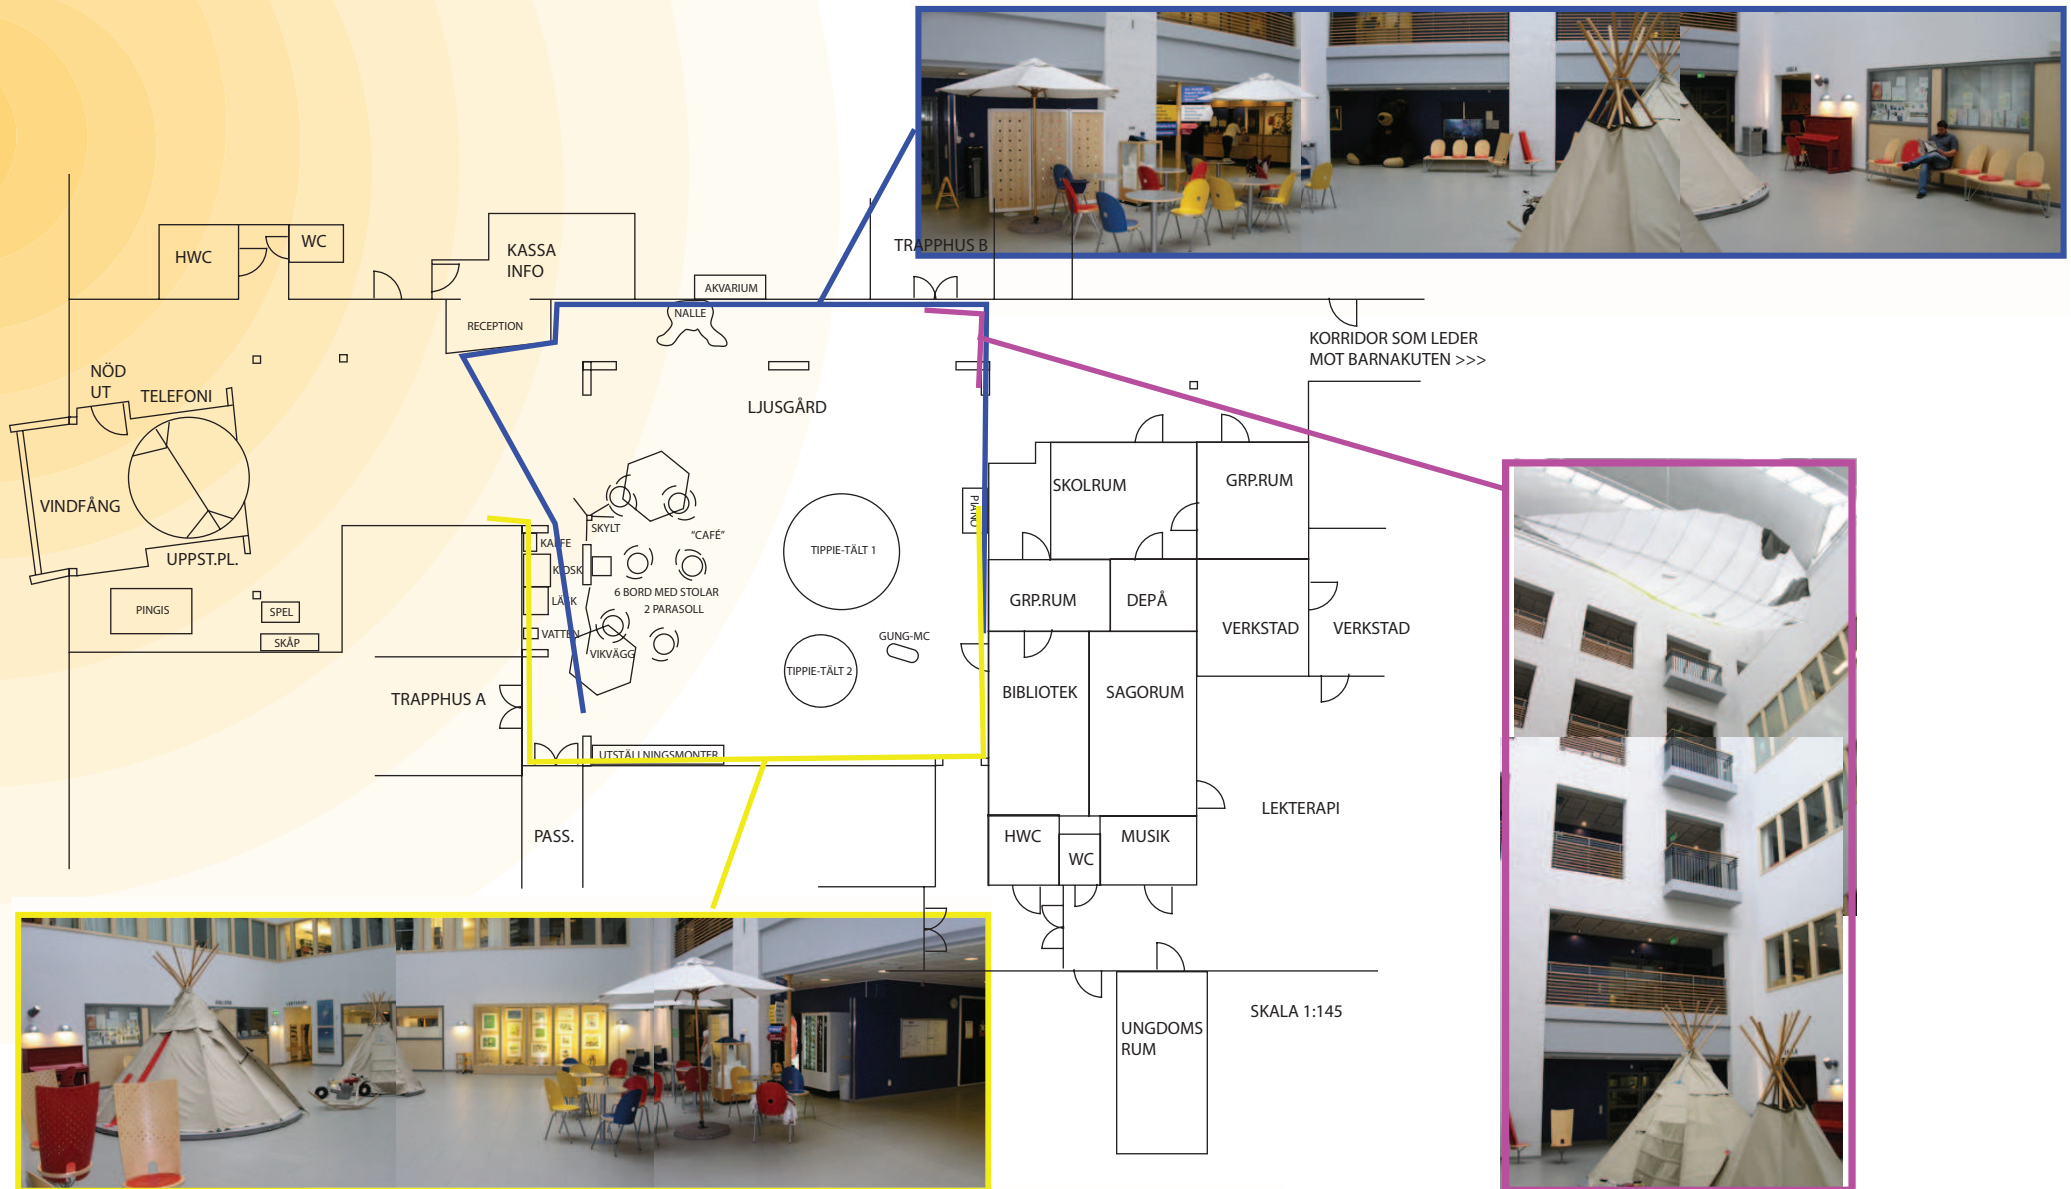 TRAPPHUS B
HWC
WC
KASSA
INFO
AKVARIUM
NALLE
RECEPTION
KORRIDOR SOM LEDER
MOT BARNAKUTEN >>>
NÖD
UT
TELEFONI
LJUSGÅRD
VINDFÅNG
UPPST.PL.
SKOLRUM
GRP.RUM
PIANO
SKYLT
"CAFÉ"
KAFFE
KIOSK
LÄSK
VATTEN
TIPPIE-TÄLT 1
6 BORD MED STOLAR
2 PARASOLL
PINGIS
SPEL
SKÅP
GRP.RUM
DEPÅ
VERKSTAD
VERKSTAD
GUNG-MC
VIKVÄGG
TIPPIE-TÄLT 2
TRAPPHUS A
BIBLIOTEK
SAGORUM
UTSTÄLLNINGSMONTER
LEKTERAPI
PASS.
HWC
WC
MUSIK
SKALA 1:145
UNGDOMS
RUM